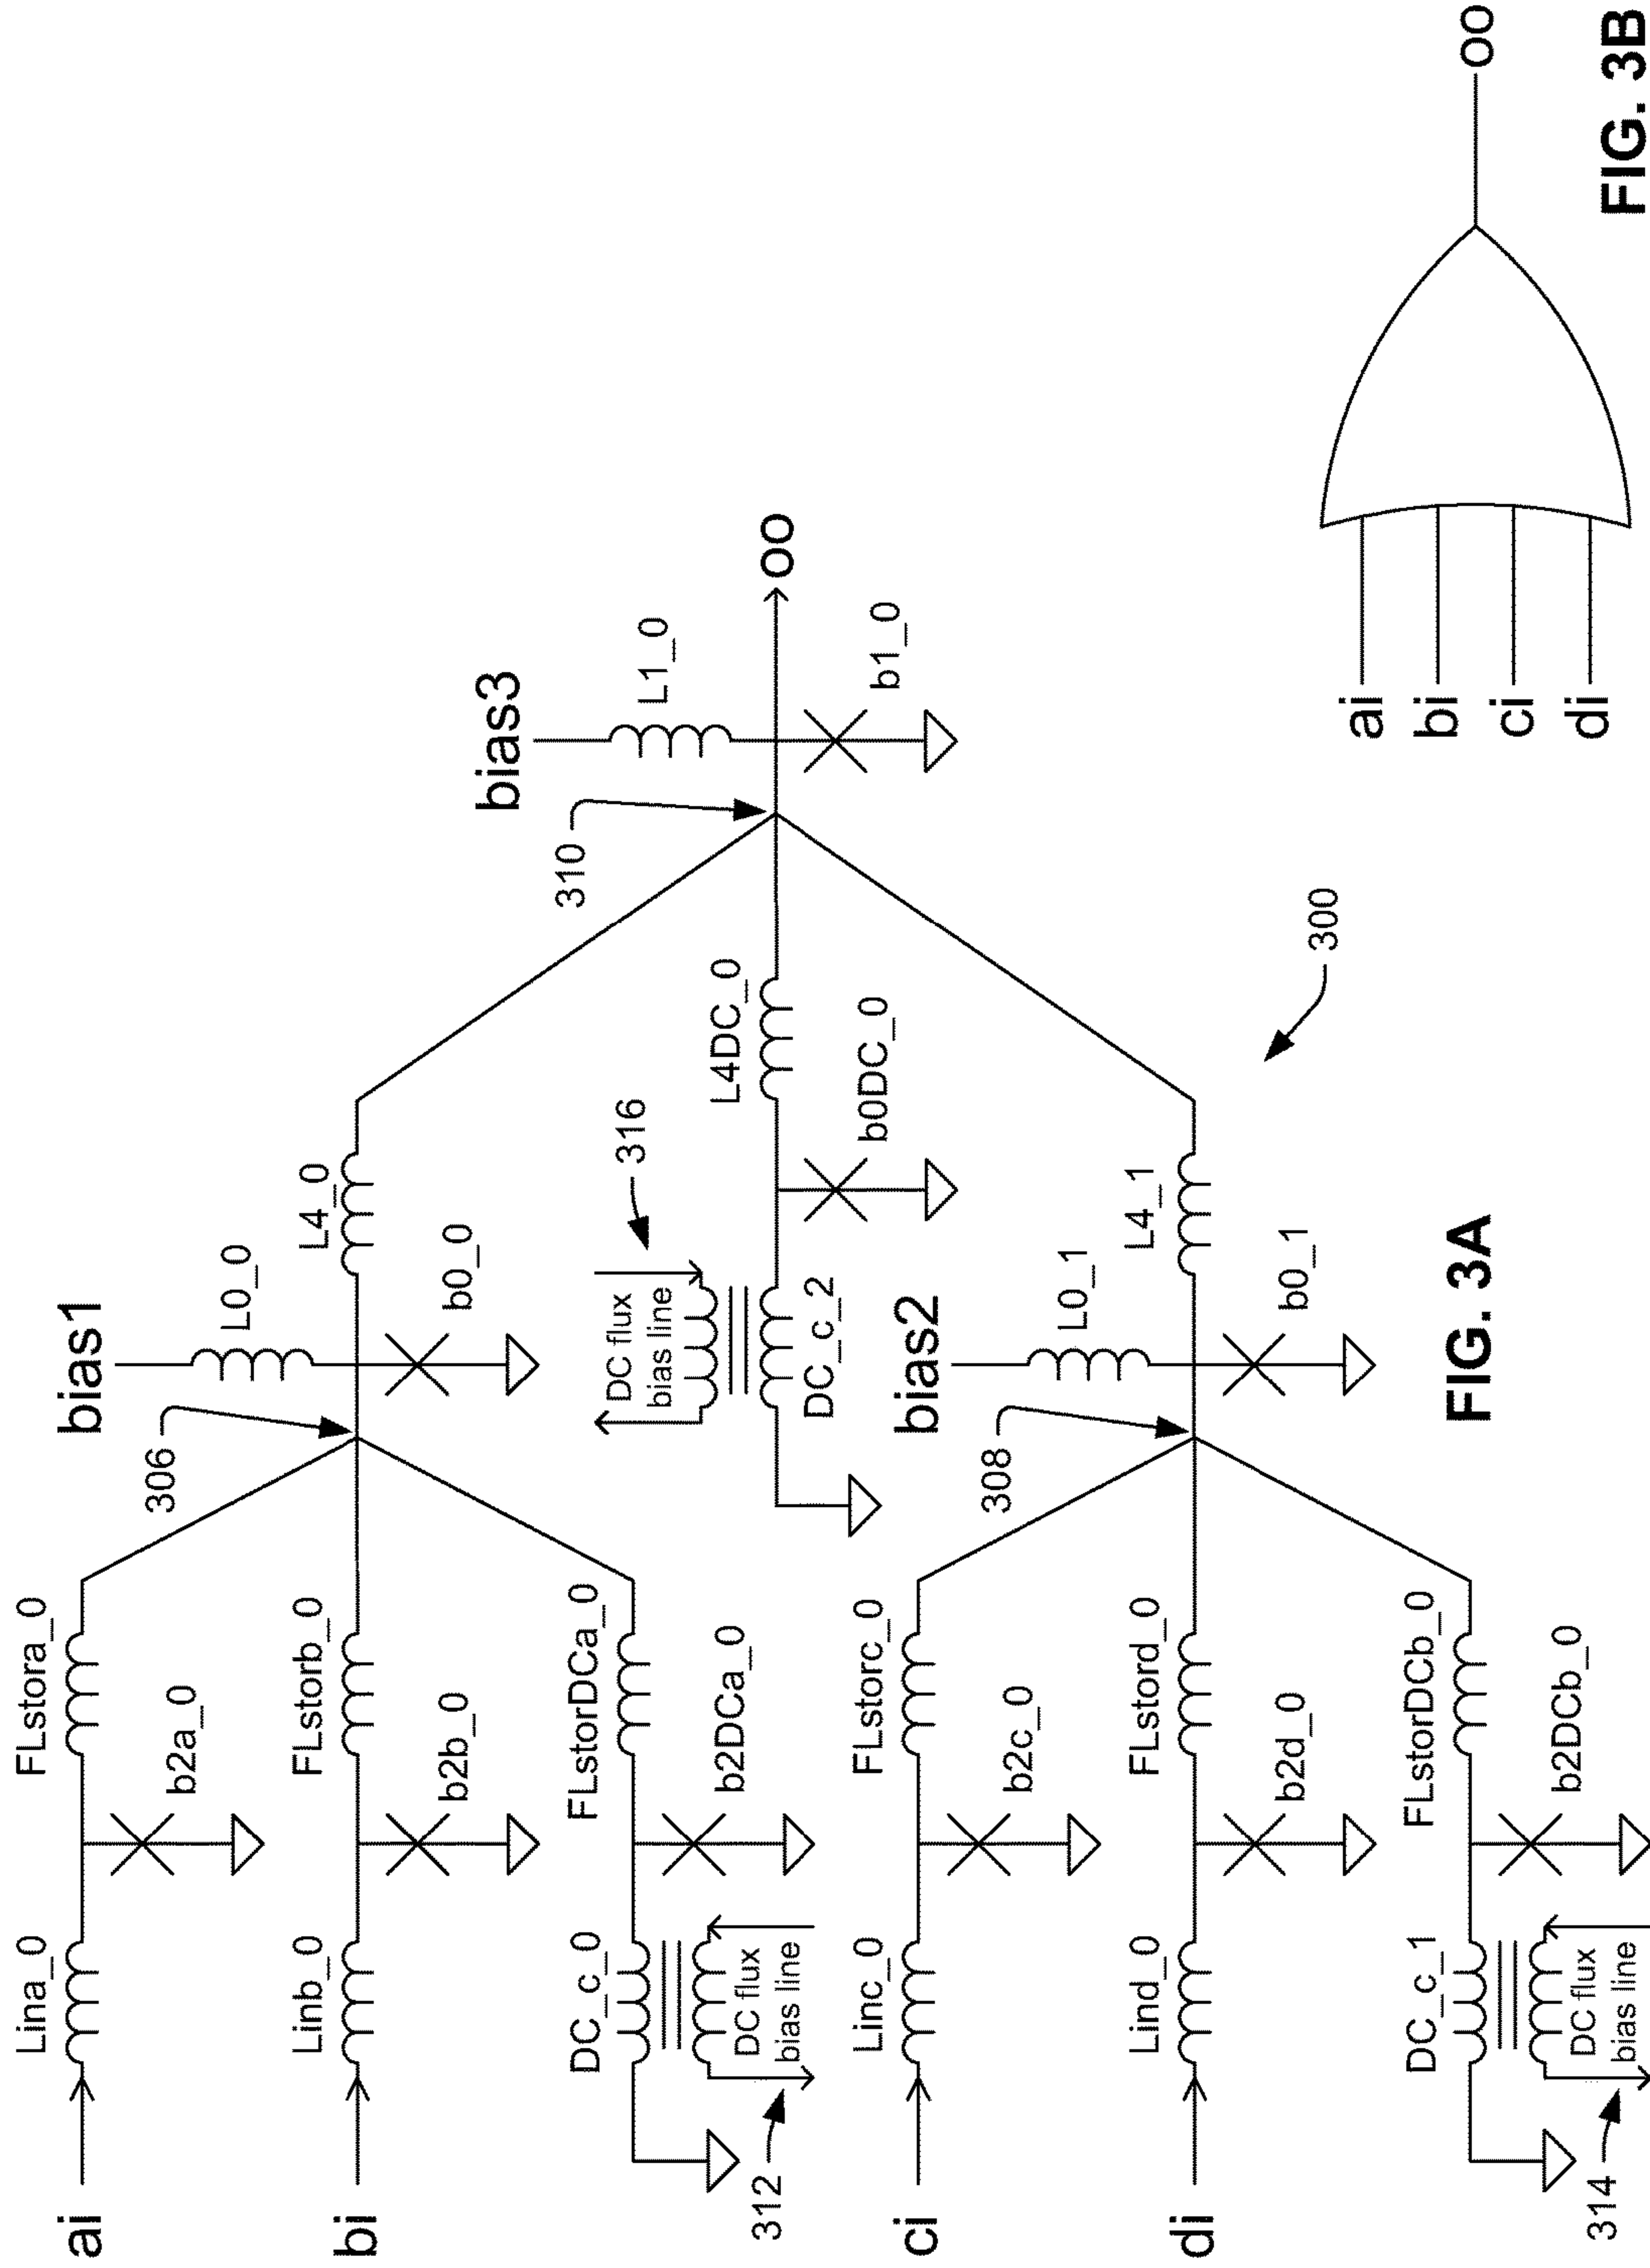 bias1
306
L0_0
Lina_0
FLstora_0
ai
b2a_0
L4_0
Linb_0
FLstorb_0
b0_0
bi
b2b_0
bias3
DC_c_0
FLstorDCa_0
310
L1_0
DC flux
bias line
b2DCa_0
312
DC flux
bias line
316
L4DC_0
oo
DC_c_2
b0DC_0
b1_0
bias2
308
L0_1
Linc_0
FLstorc_0
ci
b2c_0
L4_1
Lind_0
FLstord_0
b0_1
di
b2d_0
300
DC_c_1
FLstorDCb_0
DC flux
bias line
b2DCb_0
314
FIG. 3A
ai
bi
ci
di
oo
FIG. 3B